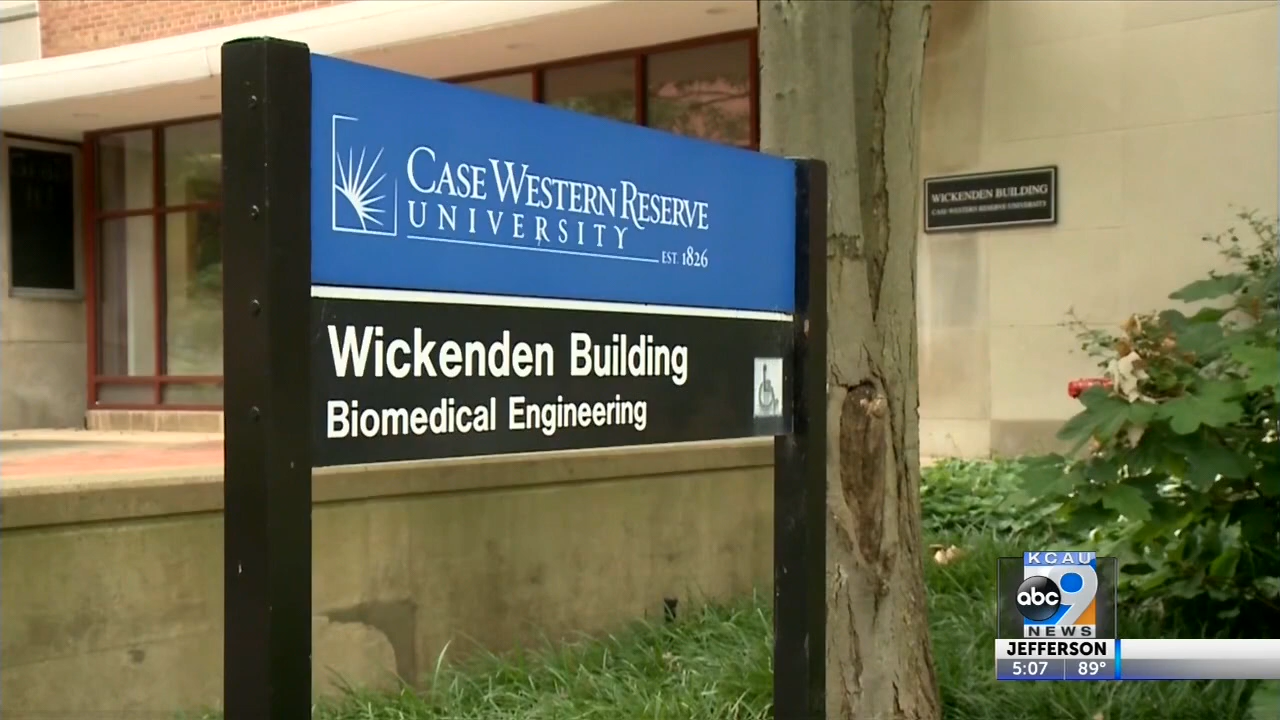 CASE WESTERN RESERVE
UNIVERSITY
EST. 1826
Wickenden Building
Biomedical Engineering
WICKENDEN BUILDING
CASE WESTERN RESERVE UNIVERSITY
KCAU
abc 9
NEWS
JEFFERSON
5:07 89°